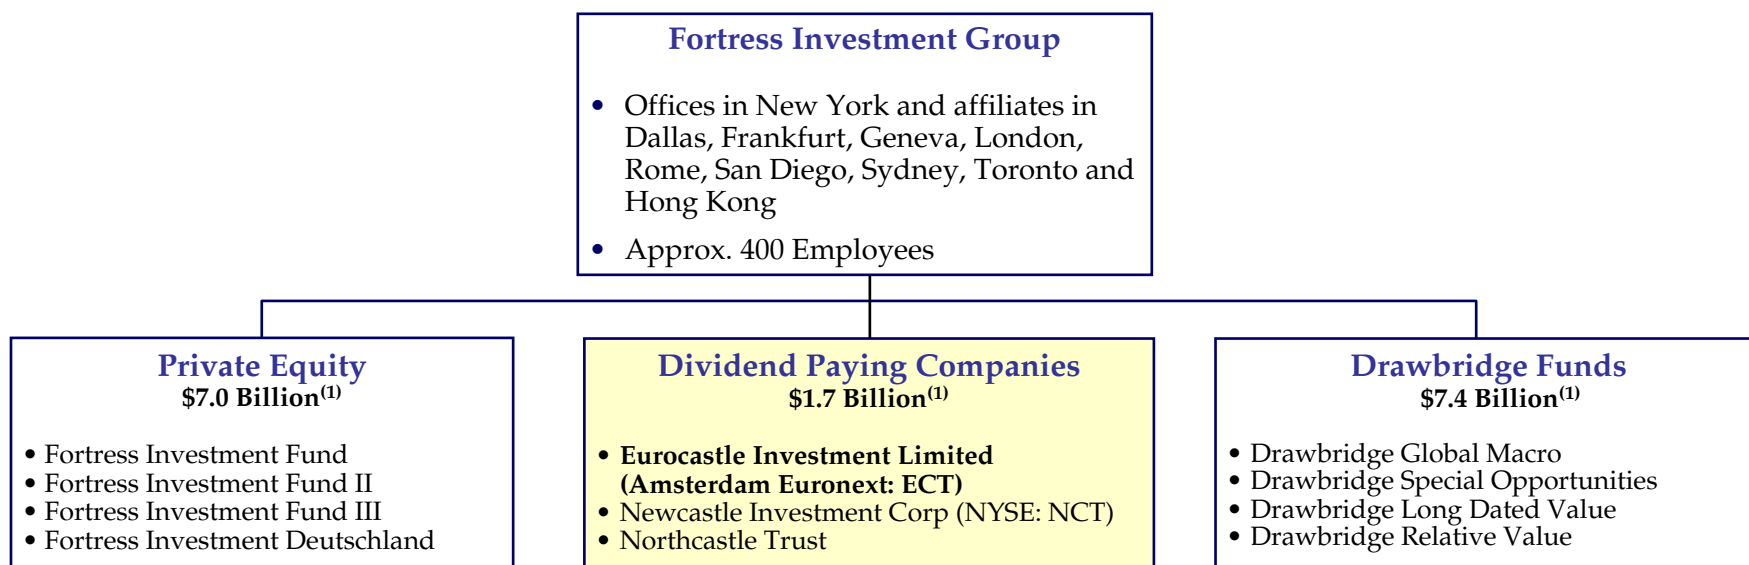 Fortress Investment Group
• Offices in New York and affiliates in
Dallas, Frankfurt, Geneva, London,
Rome, San Diego, Sydney, Toronto and
Hong Kong
• Approx. 400 Employees
Private Equity
$7.0 Billion(1)
• Fortress Investment Fund
• Fortress Investment Fund II
• Fortress Investment Fund III
• Fortress Investment Deutschland
Dividend Paying Companies
$1.7 Billion(1)
• Eurocastle Investment Limited
(Amsterdam Euronext: ECT)
• Newcastle Investment Corp (NYSE: NCT)
• Northcastle Trust
Drawbridge Funds
$7.4 Billion(1)
• Drawbridge Global Macro
• Drawbridge Special Opportunities
• Drawbridge Long Dated Value
• Drawbridge Relative Value